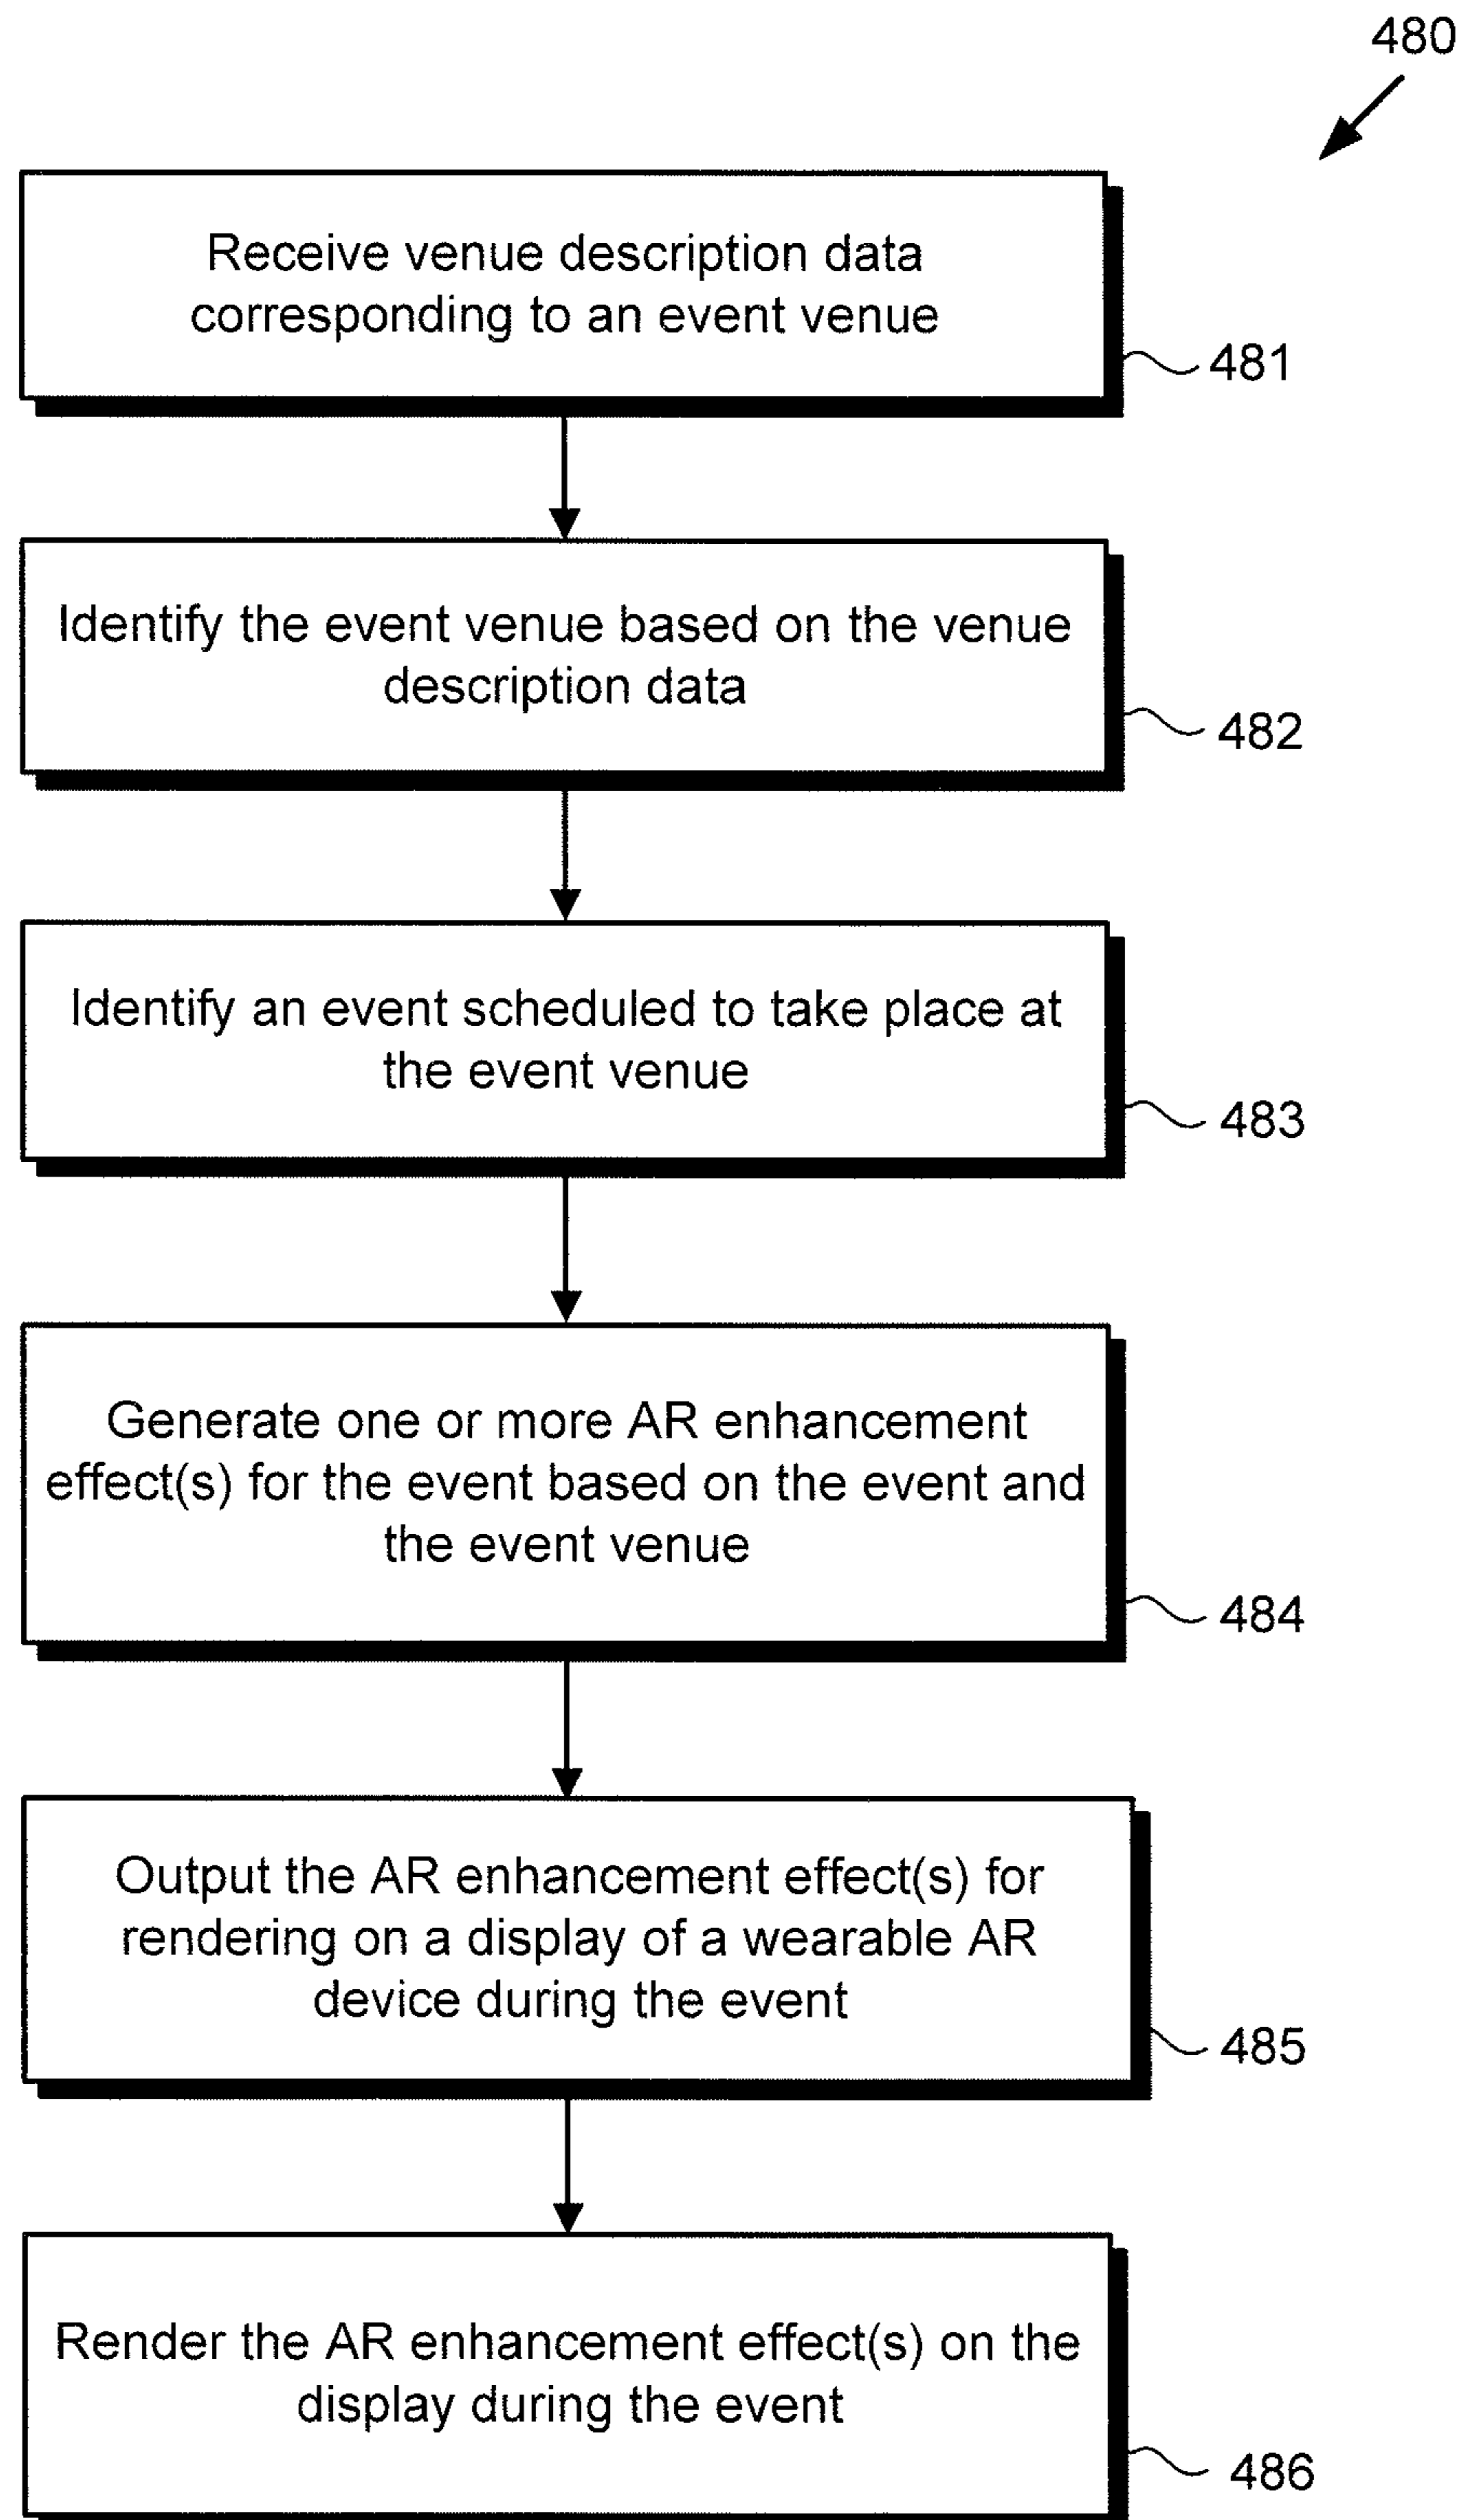 480
Receive venue description data
corresponding to an event venue
481
Identify the event venue based on the venue
description data
482
Identify an event scheduled to take place at
the event venue
483
Generate one or more AR enhancement
effect(s) for the event based on the event and
the event venue
484
Output the AR enhancement effect(s) for
rendering on a display of a wearable AR
device during the event
485
Render the AR enhancement effect(s) on the
display during the event
486